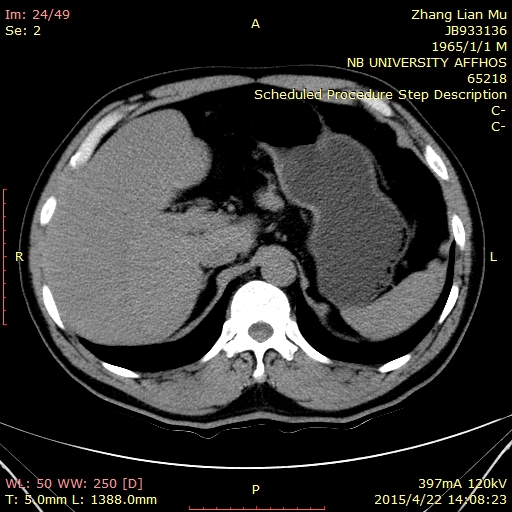 Im: 24/49
Se: 2
A
Zhang Lian Mu
JB933136
1965/1/1 M
NB UNIVERSITY AFFHOS
65218
Scheduled Procedure Step Description
C-
C-
R
L
WL: 50 WW: 250 [D]
T: 5.0mm L: 1388.0mm
P
397mA 120kV
2015/4/22 14:08:23